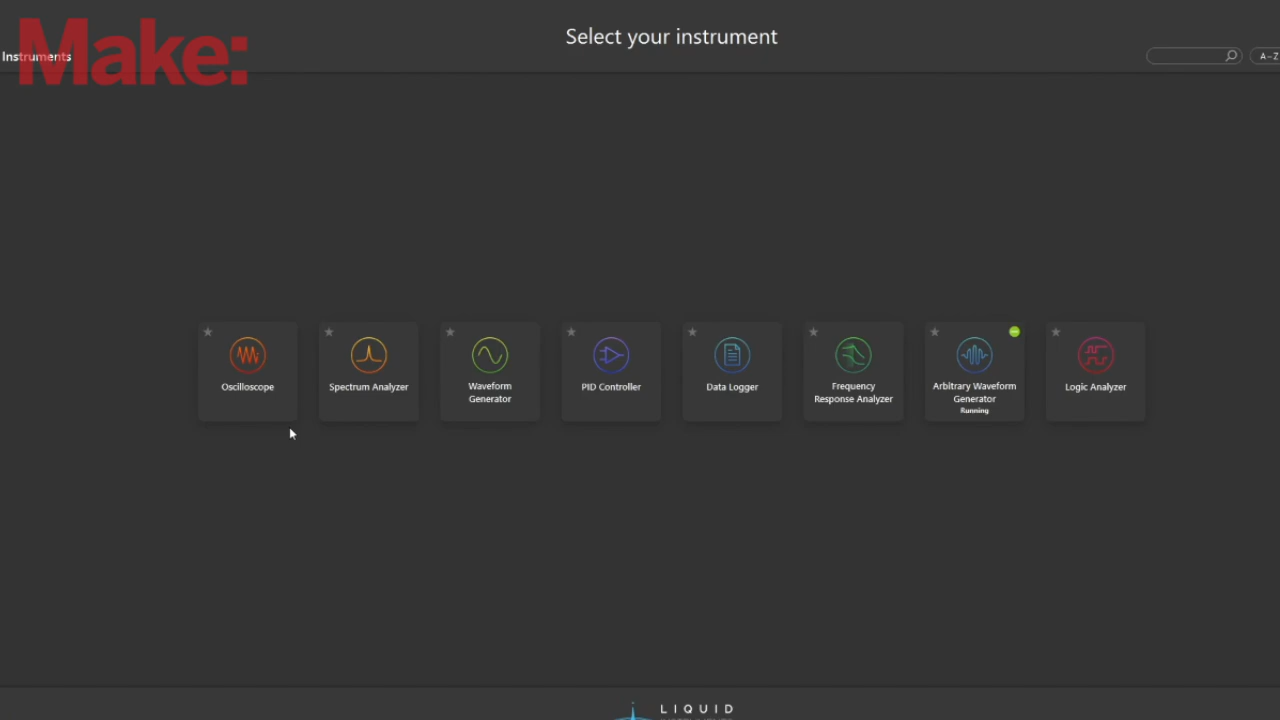 Make:
Select your instrument
Instruments
A–Z
Oscilloscope
Spectrum Analyzer
Waveform
Generator
PID Controller
Data Logger
Frequency
Response Analyzer
Arbitrary Waveform
Generator
Running
Logic Analyzer
LIQUID